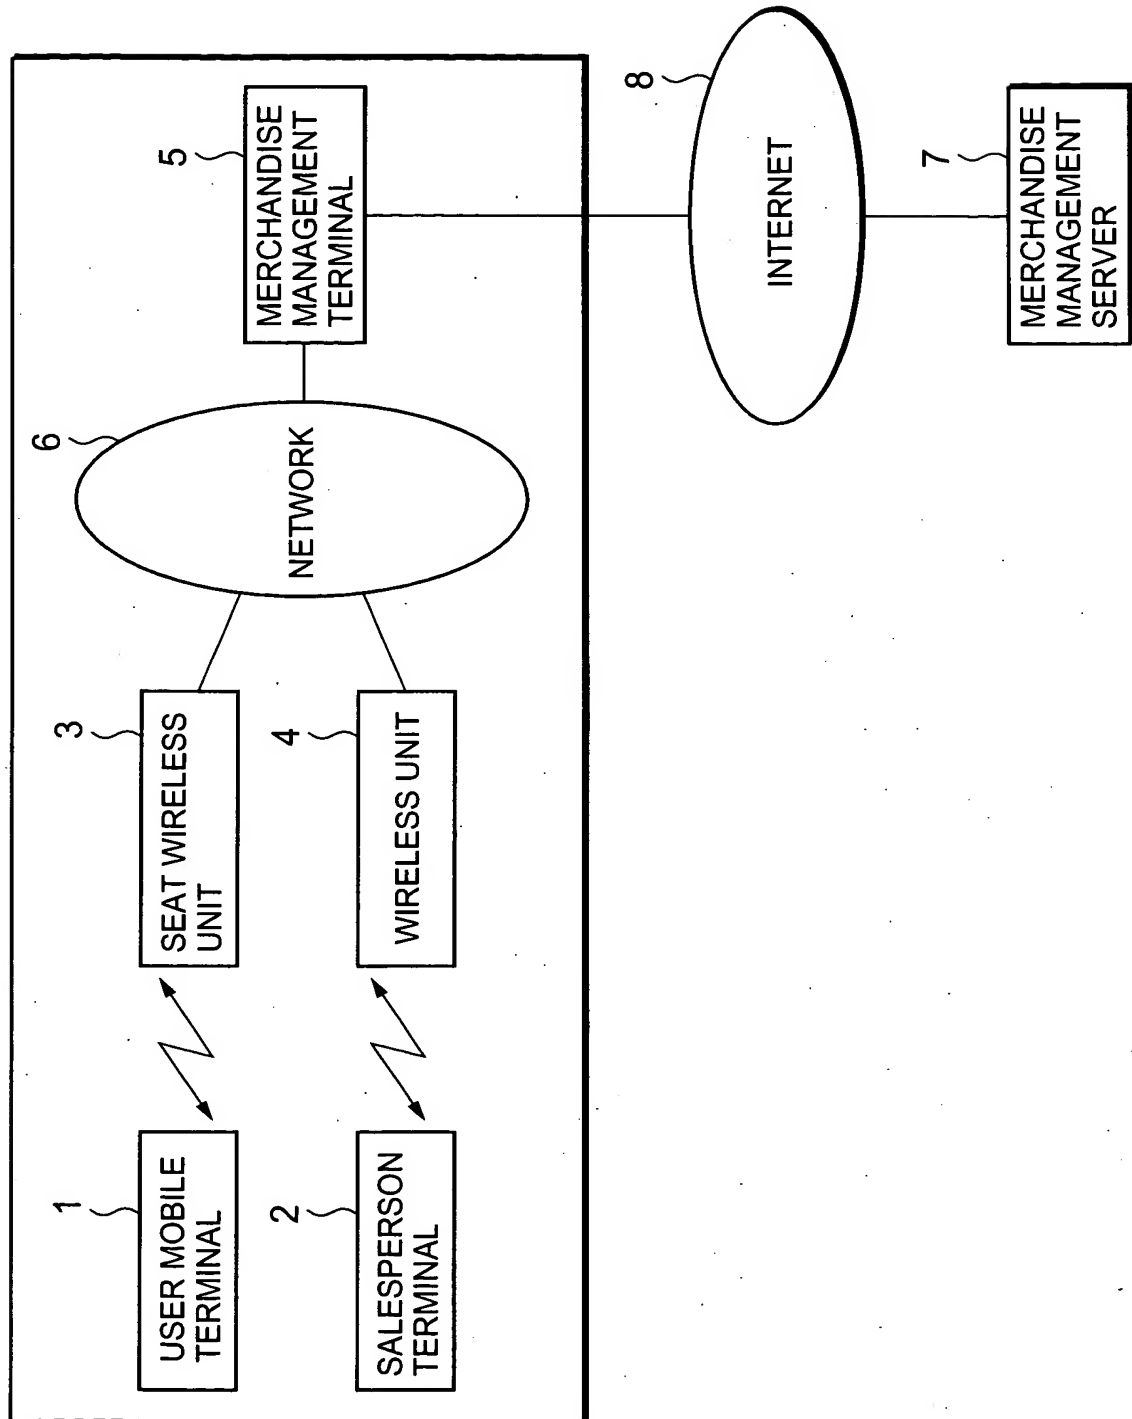 1
USER MOBILE
TERMINAL
3
SEAT WIRELESS
UNIT
6
NETWORK
5
MERCHANDISE
MANAGEMENT
TERMINAL
2
SALESPERSON
TERMINAL
4
WIRELESS UNIT
8
INTERNET
7
MERCHANDISE
MANAGEMENT
SERVER